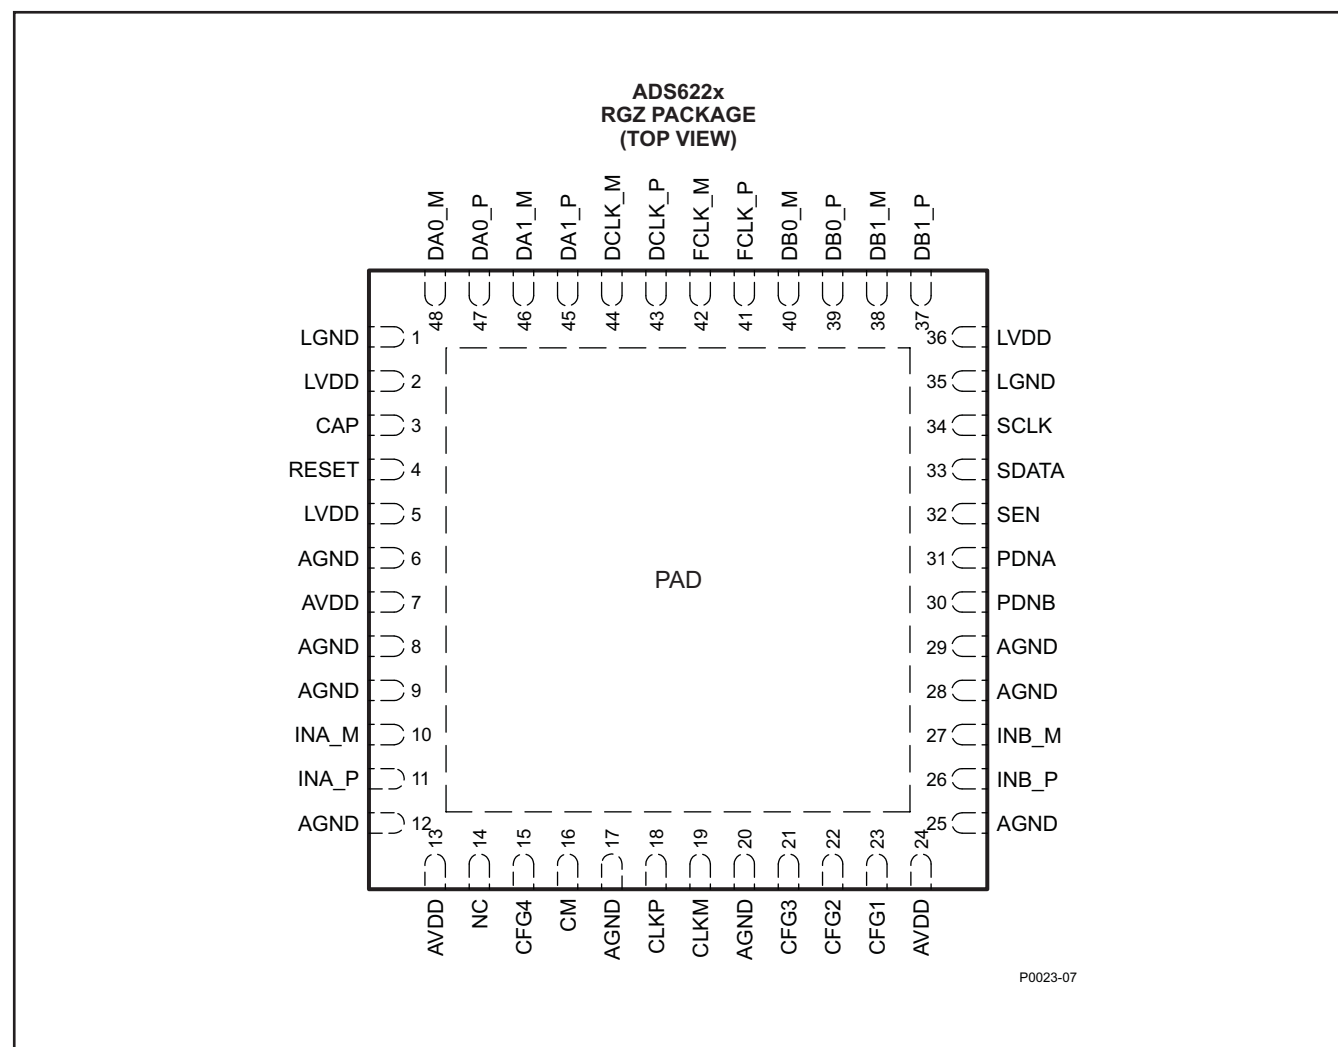 ADS622x
RGZ PACKAGE
(TOP VIEW)
DA0_M
DA0_P
DA1_M
DA1_P
DCLK_M
DCLK_P
FCLK_M
FCLK_P
DB0_M
DB0_P
DB1_M
DB1_P
48
47
46
45
44
43
42
41
40
39
38
37
LGND 1
36 LVDD
LVDD 2
35 LGND
CAP 3
34 SCLK
RESET 4
33 SDATA
LVDD 5
32 SEN
AGND 6
31 PDNA
PAD
AVDD 7
30 PDNB
AGND 8
29 AGND
AGND 9
28 AGND
INA_M 10
27 INB_M
INA_P 11
26 INB_P
AGND 12
25 AGND
13
14
15
16
17
18
19
20
21
22
23
24
AVDD
NC
CFG4
CM
AGND
CLKP
CLKM
AGND
CFG3
CFG2
CFG1
AVDD
P0023-07